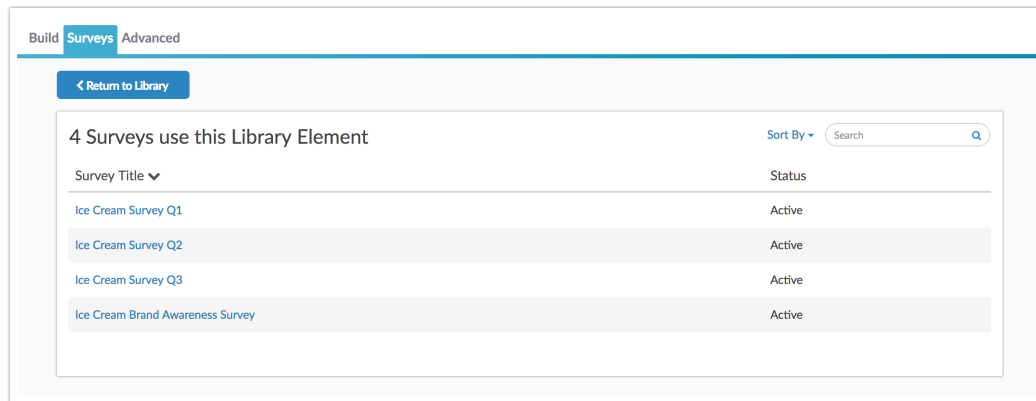 Build Surveys Advanced
Return to Library
4 Surveys use this Library Element
Sort By Search
Survey Title Status
Ice Cream Survey Q1 Active
Ice Cream Survey Q2 Active
Ice Cream Survey Q3 Active
Ice Cream Brand Awareness Survey Active